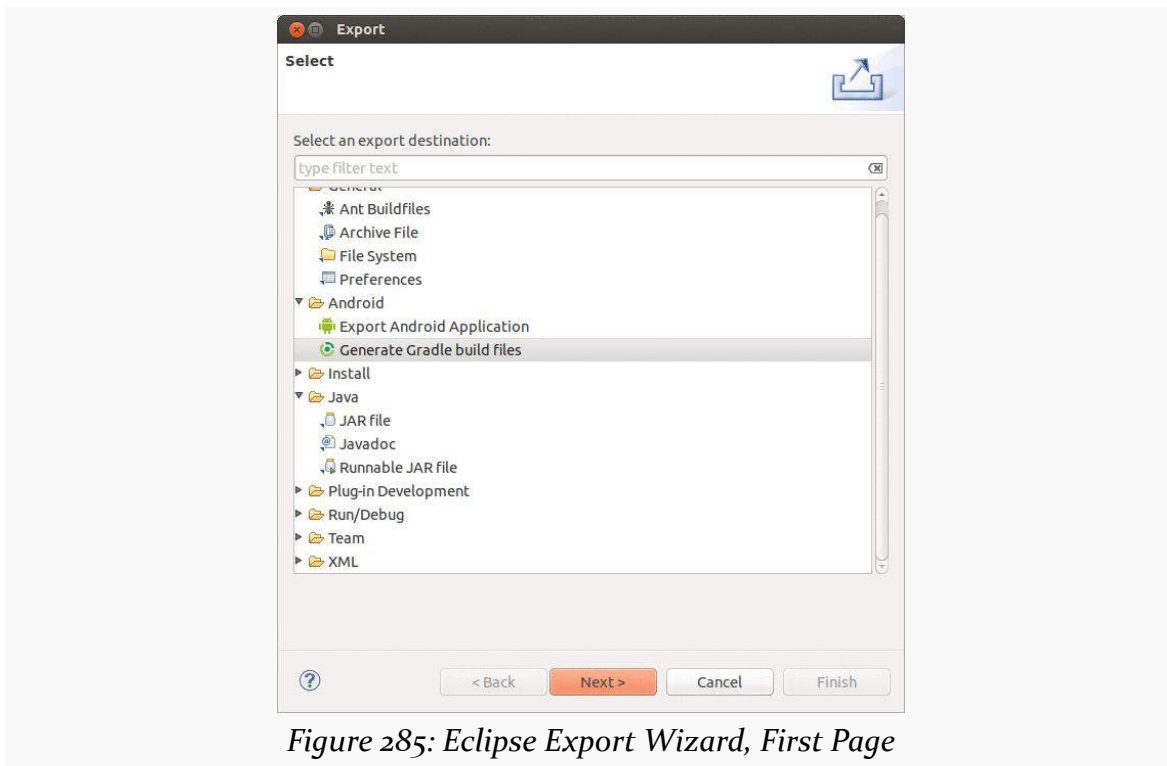 Export
Select
Select an export destination:
type filter text
General
Ant Buildfiles
Archive File
File System
Preferences
Android
Export Android Application
Generate Gradle build files
Install
Java
JAR file
Javadoc
Runnable JAR file
Plug-in Development
Run/Debug
Team
XML
< Back Next > Cancel Finish
Figure 285: Eclipse Export Wizard, First Page